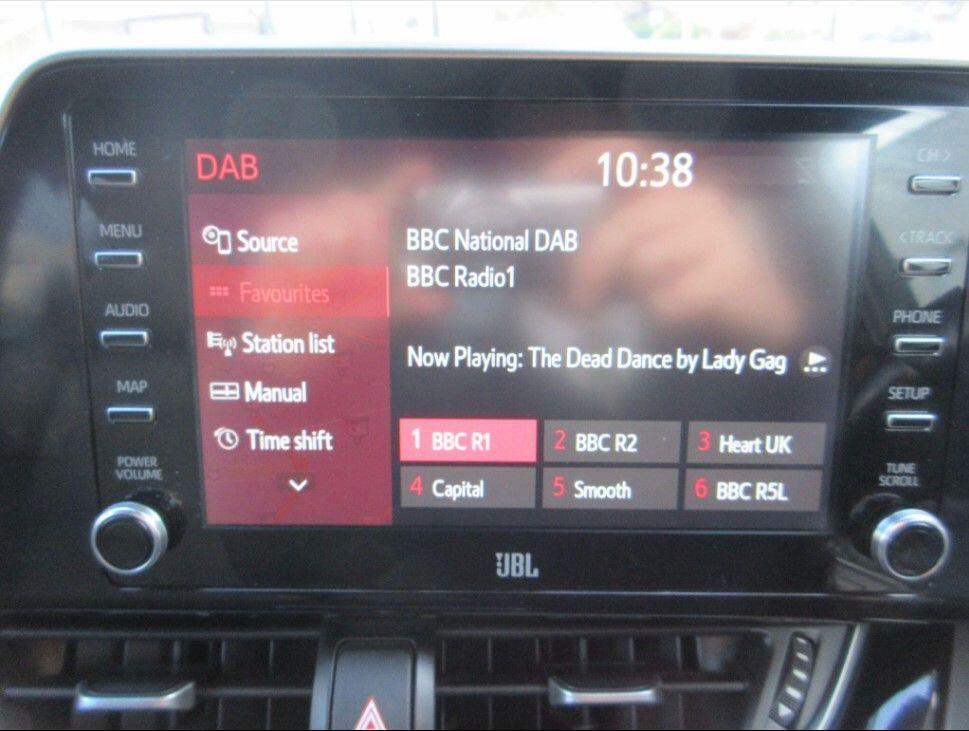 HOME
MENU
AUDIO
MAP
POWER
VOLUME
DAB
10:38
Source
Favourites
Station list
Manual
Time shift
BBC National DAB
BBC Radio1
Now Playing: The Dead Dance by Lady Gag
1 BBC R1
2 BBC R2
3 Heart UK
4 Capital
5 Smooth
6 BBC R5L
CH >
< TRACK
PHONE
SETUP
TUNE
SCROLL
JBL